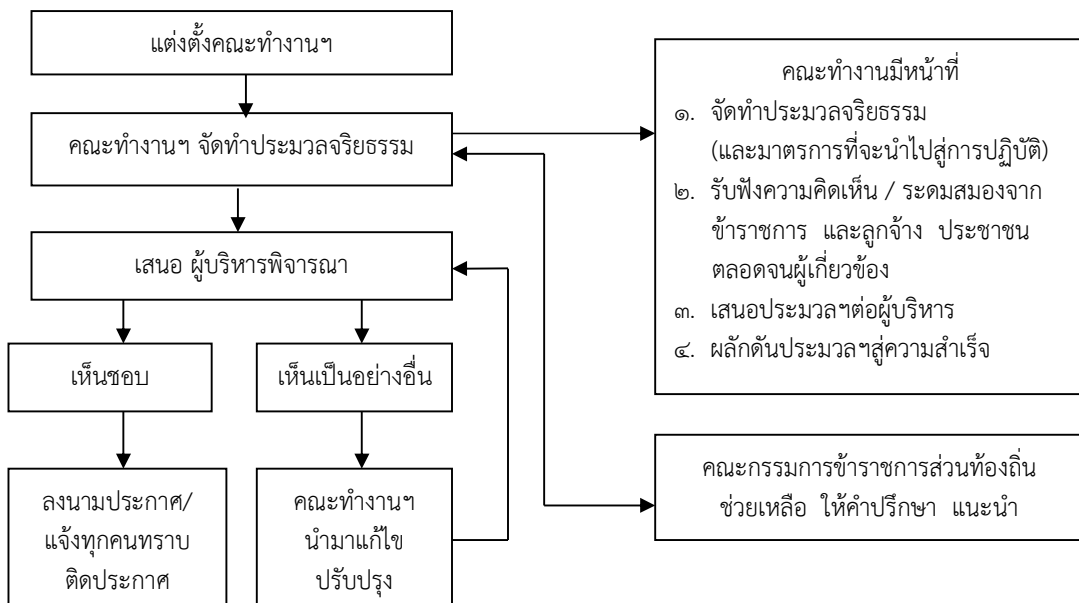 แต่งตั้งคณะทำงานฯ
คณะทำงานฯ จัดทำประมวลจริยธรรม
เสนอ ผู้บริหารพิจารณา
เห็นชอบ
เห็นเป็นอย่างอื่น
ลงนามประกาศ/
แจ้งทุกคนทราบ
ติดประกาศ
คณะทำงานฯ
นำมาแก้ไข
ปรับปรุง
คณะทำงานมีหน้าที่
๑. จัดทำประมวลจริยธรรม
(และมาตรการที่จะนำไปสู่การปฏิบัติ)
๒. รับฟังความคิดเห็น / ระดมสมองจาก
ข้าราชการ และลูกจ้าง ประชาชน
ตลอดจนผู้เกี่ยวข้อง
๓. เสนอประมวลฯต่อผู้บริหาร
๔. ผลักดันประมวลฯสู่ความสำเร็จ
คณะกรรมการข้าราชการส่วนท้องถิ่น
ช่วยเหลือ ให้คำปรึกษา แนะนำ